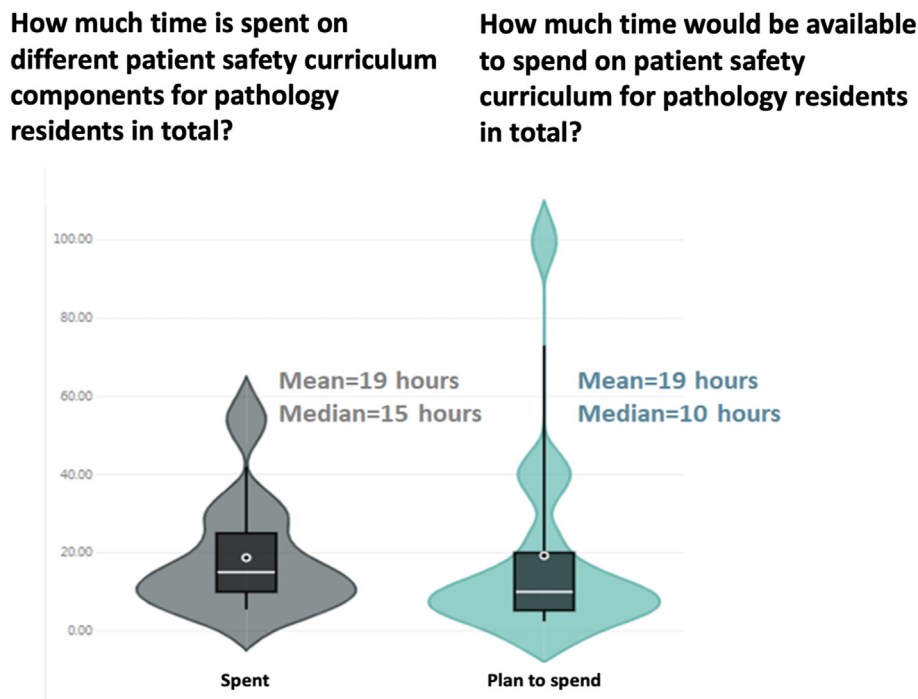 How much time is spent on
different patient safety curriculum
components for pathology
residents in total?
How much time would be available
to spend on patient safety
curriculum for pathology residents
in total?
100.00
80.00
60.00
40.00
20.00
0.00
Mean=19 hours
Median=15 hours
Mean=19 hours
Median=10 hours
Spent
Plan to spend